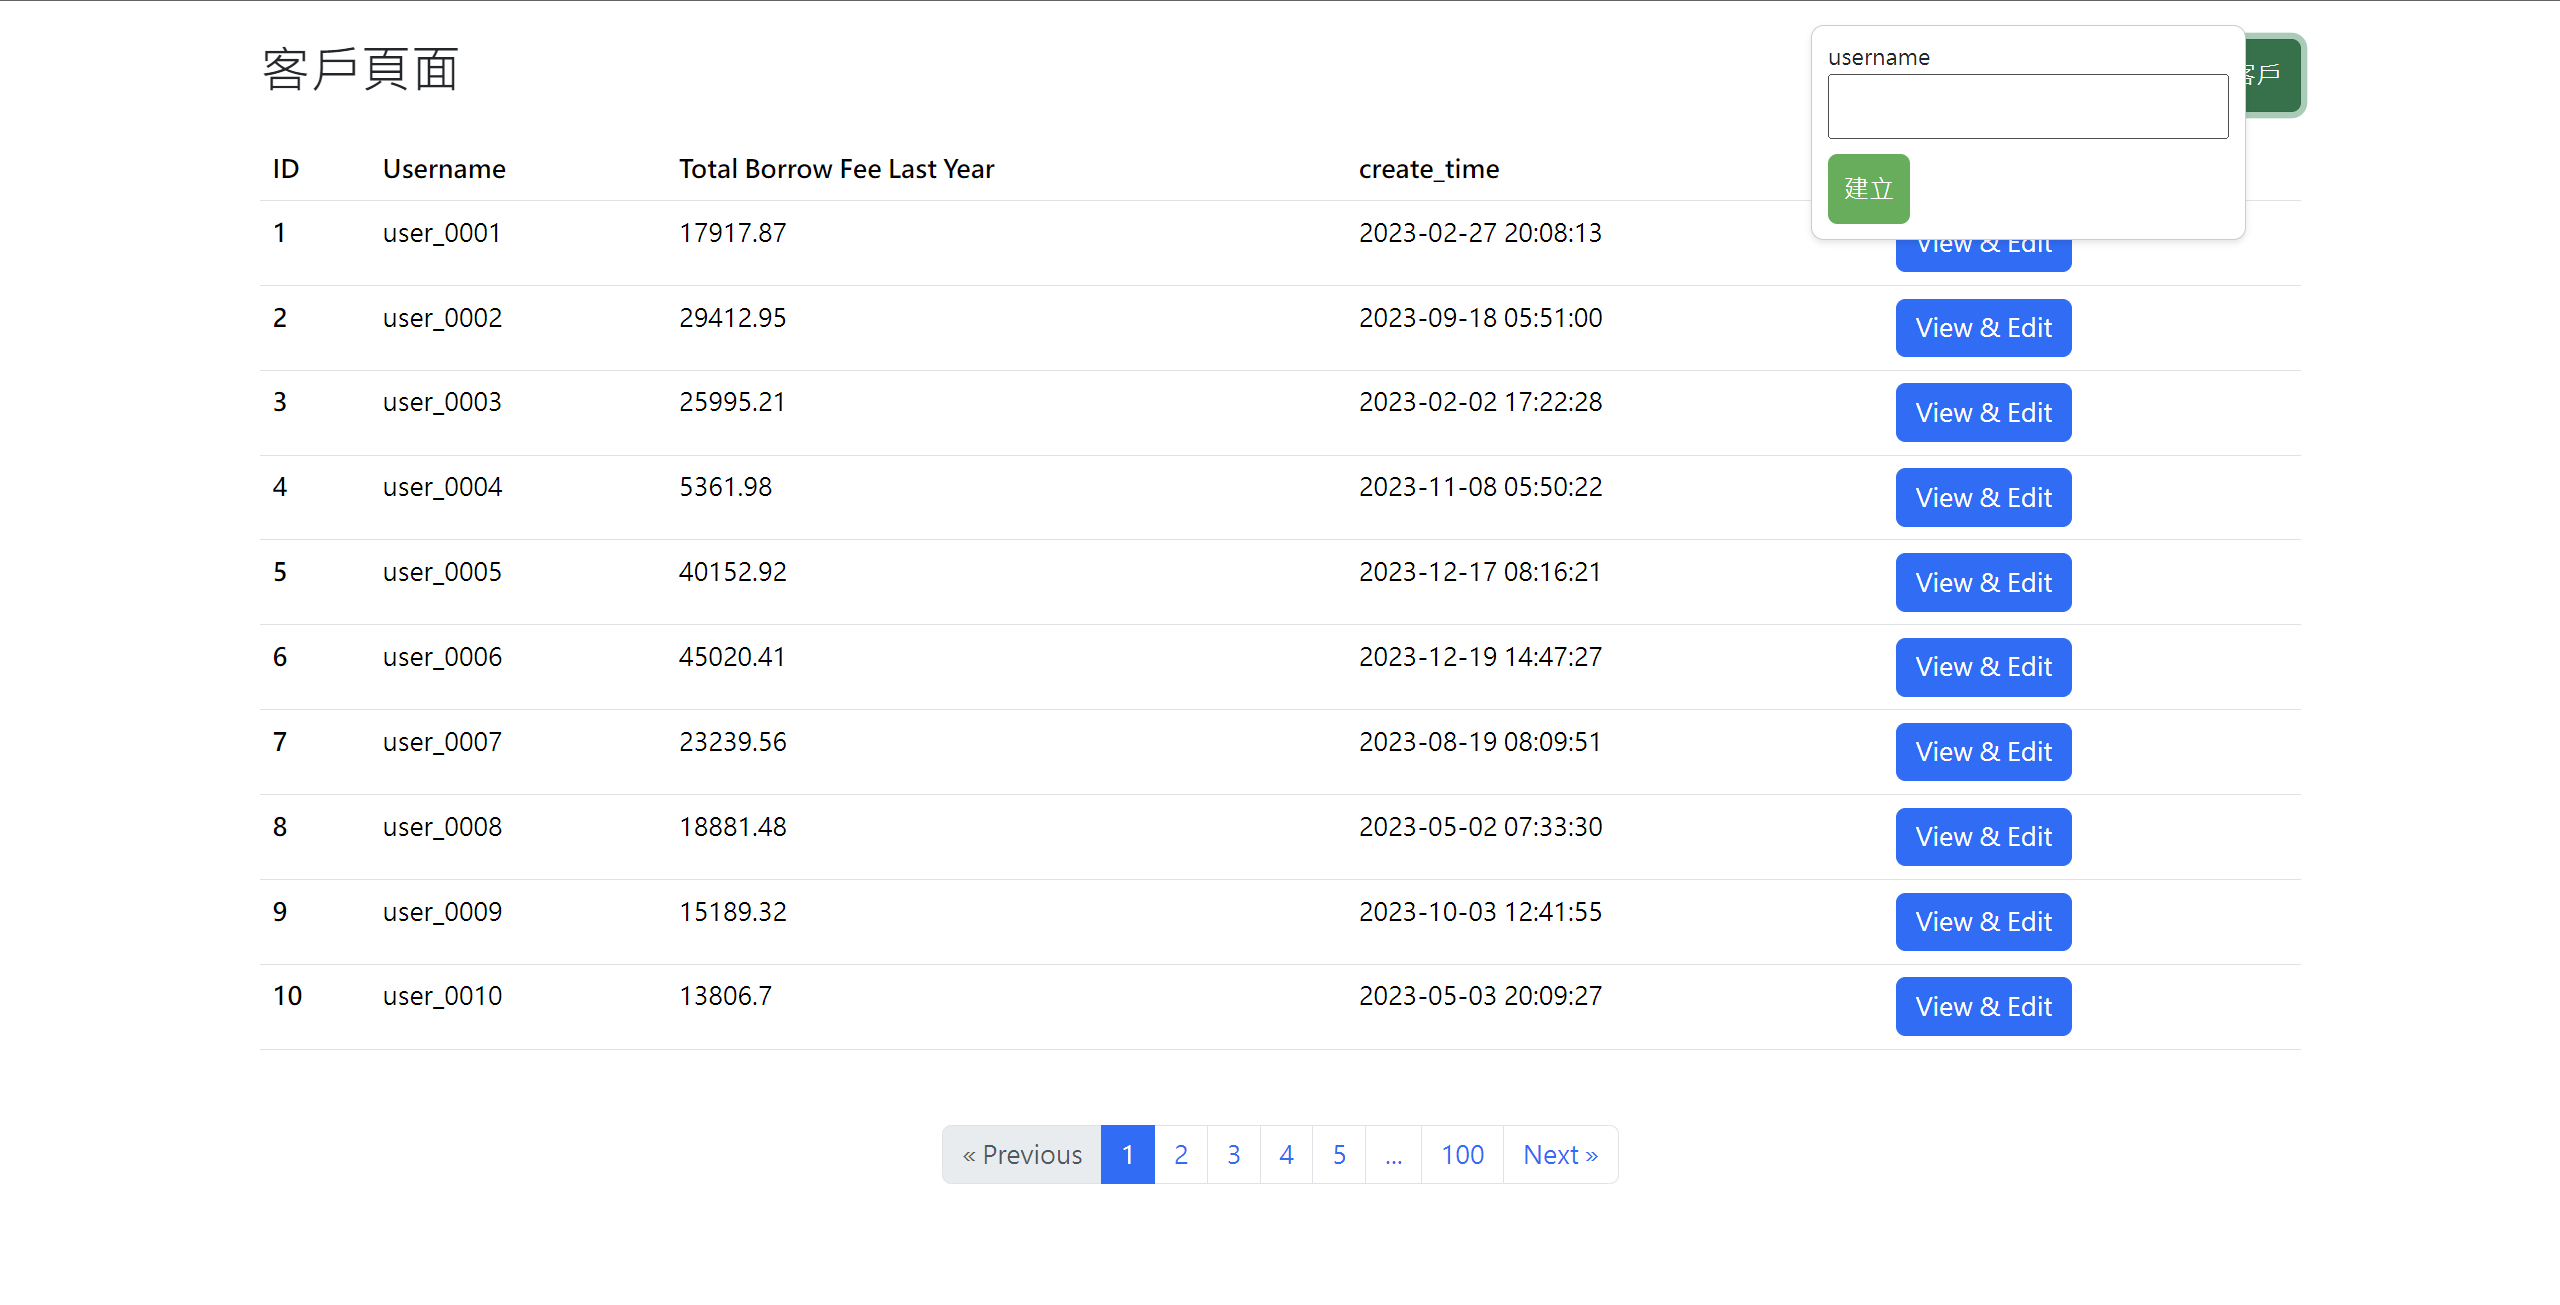 客戶頁面
客戶
username
建立
ID Username Total Borrow Fee Last Year create_time
1 user_0001 17917.87 2023-02-27 20:08:13 View & Edit
2 user_0002 29412.95 2023-09-18 05:51:00 View & Edit
3 user_0003 25995.21 2023-02-02 17:22:28 View & Edit
4 user_0004 5361.98 2023-11-08 05:50:22 View & Edit
5 user_0005 40152.92 2023-12-17 08:16:21 View & Edit
6 user_0006 45020.41 2023-12-19 14:47:27 View & Edit
7 user_0007 23239.56 2023-08-19 08:09:51 View & Edit
8 user_0008 18881.48 2023-05-02 07:33:30 View & Edit
9 user_0009 15189.32 2023-10-03 12:41:55 View & Edit
10 user_0010 13806.7 2023-05-03 20:09:27 View & Edit
« Previous 1 2 3 4 5 ... 100 Next »